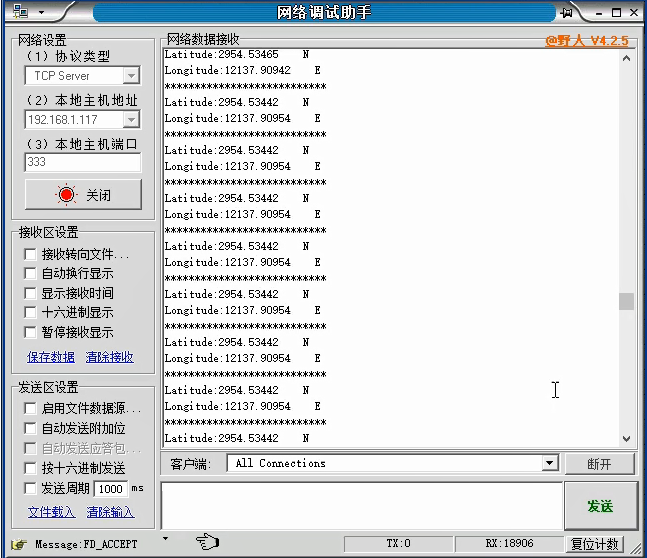 网络调试助手
网络设置
（1）协议类型
TCP Server
（2）本地主机地址
192.168.1.117
（3）本地主机端口
333
关闭
接收区设置
接收转向文件...
自动换行显示
显示接收时间
十六进制显示
暂停接收显示
保存数据 清除接收
发送区设置
启用文件数据源...
自动发送附加位
自动发送应答包...
按十六进制发送
发送周期 1000 ms
文件载入 清除输入
网络数据接收
@野人 V4.2.5
Latitude:2954.53465 N
Longitude:12137.90942 E
***************************
Latitude:2954.53442 N
Longitude:12137.90954 E
***************************
Latitude:2954.53442 N
Longitude:12137.90954 E
***************************
Latitude:2954.53442 N
Longitude:12137.90954 E
***************************
Latitude:2954.53442 N
Longitude:12137.90954 E
***************************
Latitude:2954.53442 N
Longitude:12137.90954 E
***************************
Latitude:2954.53442 N
Longitude:12137.90954 E
***************************
Latitude:2954.53442 N
Longitude:12137.90954 E
***************************
Latitude:2954.53442 N
客户端: All Connections 断开
发送
Message:FD_ACCEPT TX:0 RX:18906 复位计数